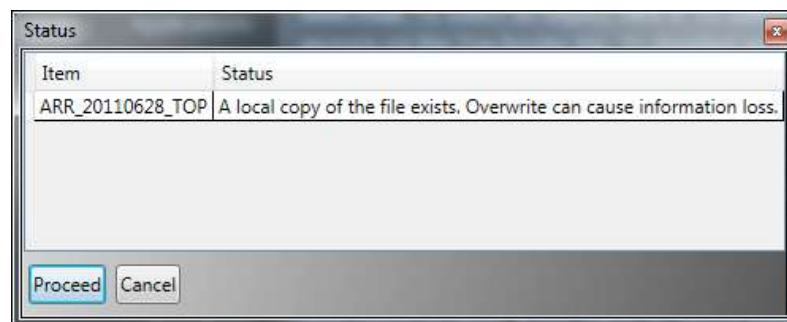 Status
Item Status
ARR_20110628_TOP A local copy of the file exists. Overwrite can cause information loss.
Proceed Cancel